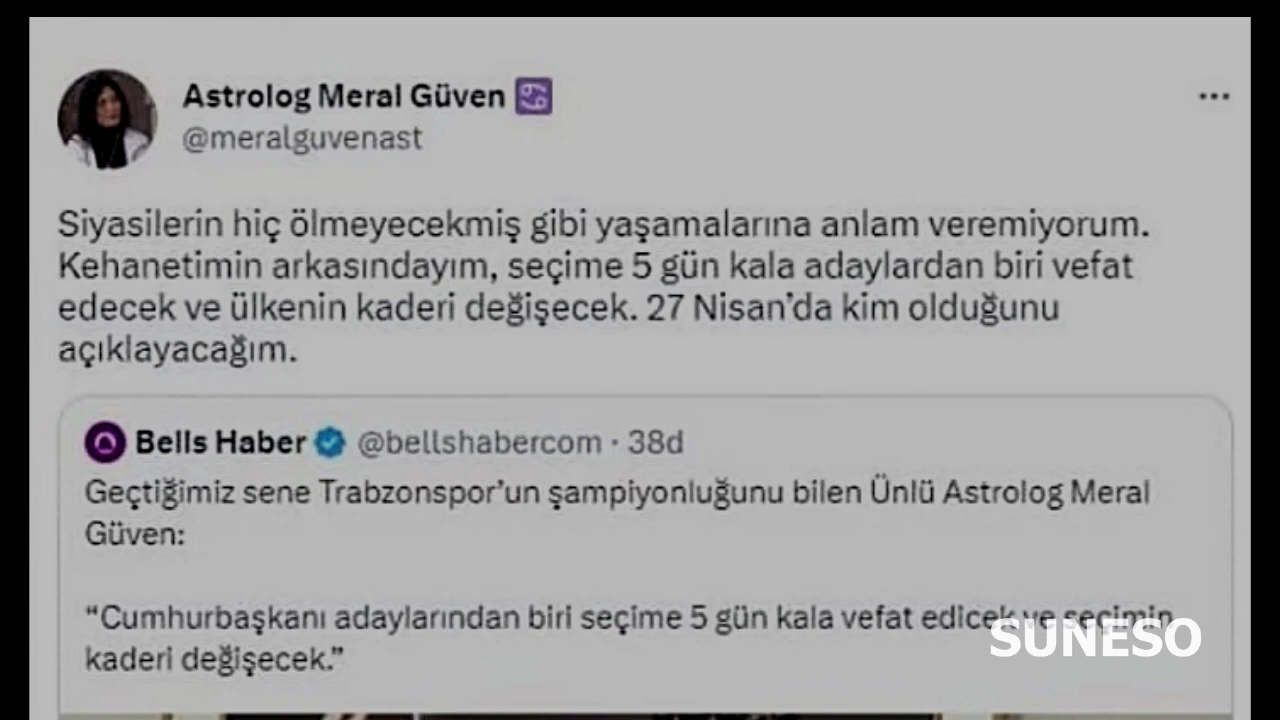 Astrolog Meral Güven ♋
@meralguvenast
Siyasilerin hiç ölmeyecekmiş gibi yaşamalarına anlam veremiyorum.
Kehanetimin arkasındayım, seçime 5 gün kala adaylardan biri vefat
edecek ve ülkenin kaderi değişecek. 27 Nisan’da kim olduğunu
açıklayacağım.
Bells Haber @bellshabercom · 38d
Geçtiğimiz sene Trabzonspor’un şampiyonluğunu bilen Ünlü Astrolog Meral
Güven:
“Cumhurbaşkanı adaylarından biri seçime 5 gün kala vefat edicek ve seçimin
kaderi değişecek.”
SUNESO